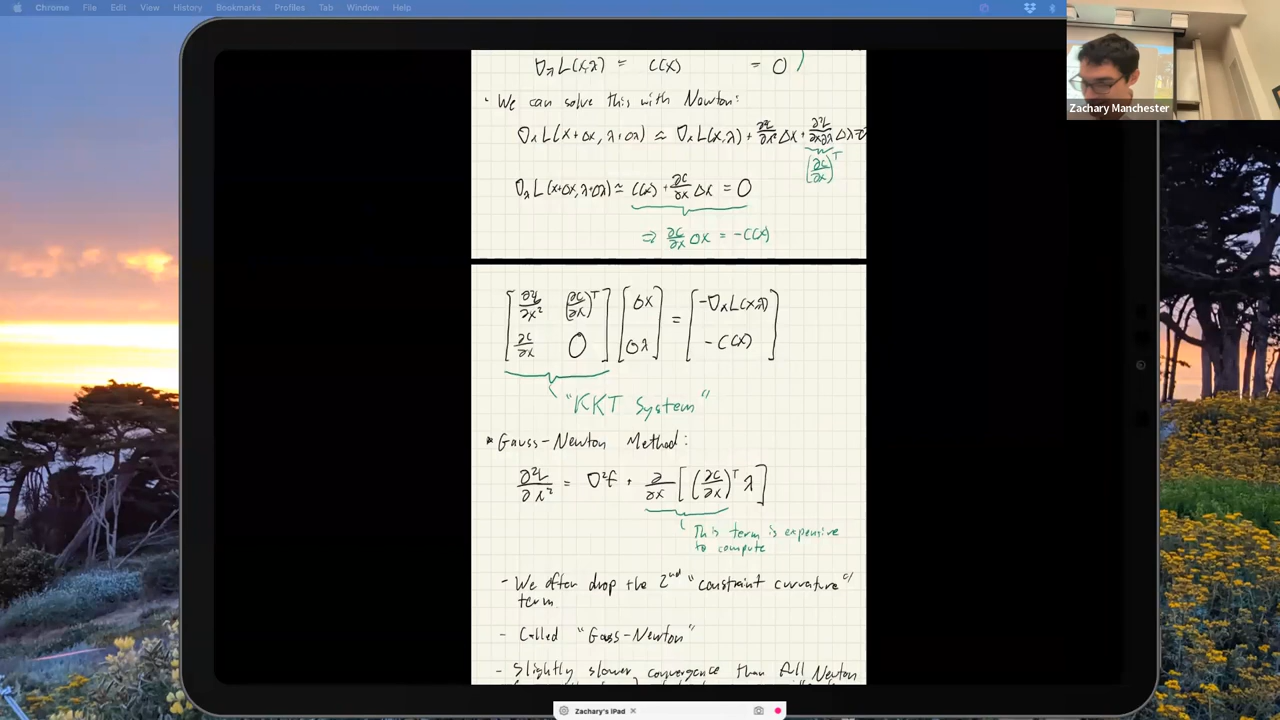 Chrome File Edit View History Bookmarks Profiles Tab Window Help
Zachary Manchester
∇λL(x,λ) = c(x) = 0
• We can solve this with Newton:
∇xL(x+Δx, λ+Δλ) ≈ ∇xL(x,λ) + ∂²L/∂x² Δx + ∂²L/∂x∂λ Δλ = 0
(∂c/∂x)ᵀ
∇λL(x+Δx, λ+Δλ) ≈ c(x) + ∂c/∂x Δx = 0
⇒ ∂c/∂x Δx = -c(x)
[∂²L/∂x² (∂c/∂x)ᵀ] [Δx] = [-∇xL(x,λ)]
[∂c/∂x 0] [Δλ] [-c(x)]
"KKT System"
* Gauss-Newton Method:
∂²L/∂x² = ∇²f + ∂/∂x [(∂c/∂x)ᵀ λ]
This term is expensive
to compute
- We often drop the 2nd "constraint curvature"
term
- Called "Gauss-Newton"
- Slightly slower convergence than full Newton
Zachary's iPad